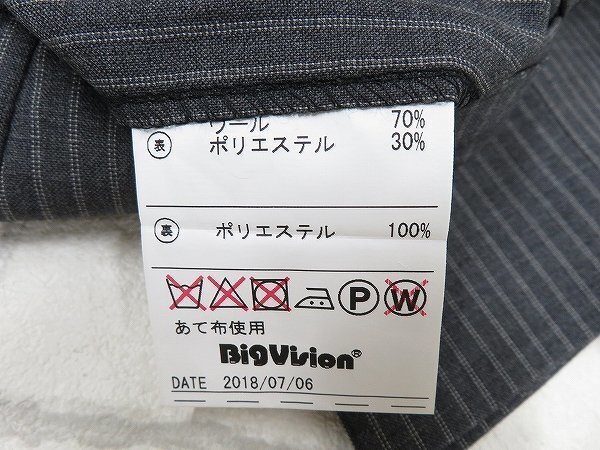 ウール 70%
表 ポリエステル 30%
裏 ポリエステル 100%
P W
あて布使用
BigVision®
DATE 2018/07/06